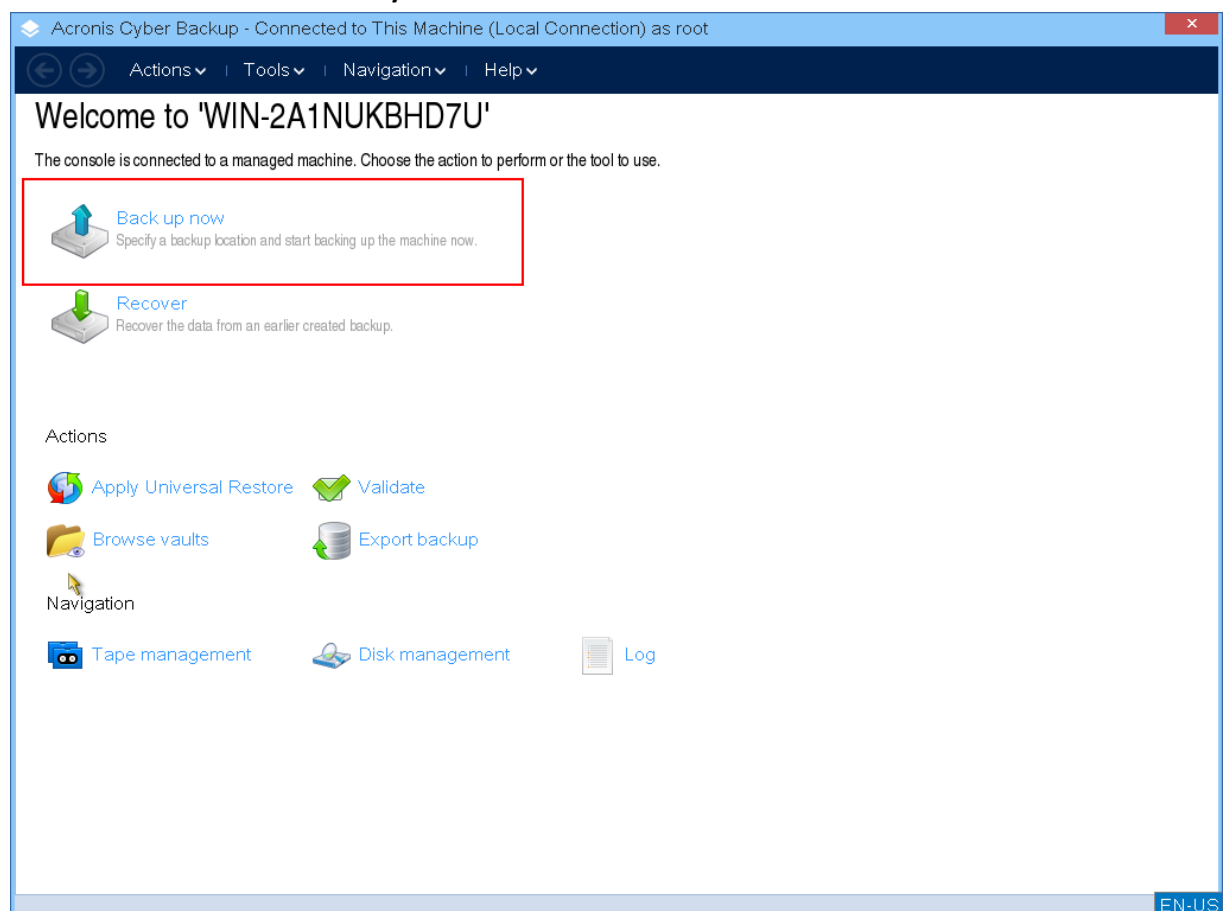 Acronis Cyber Backup - Connected to This Machine (Local Connection) as root
Actions Tools Navigation Help
Welcome to 'WIN-2A1NUKBHD7U'
The console is connected to a managed machine. Choose the action to perform or the tool to use.
Back up now
Specify a backup location and start backing up the machine now.
Recover
Recover the data from an earlier created backup.
Actions
Apply Universal Restore Validate
Browse vaults Export backup
Navigation
Tape management Disk management Log
EN-US